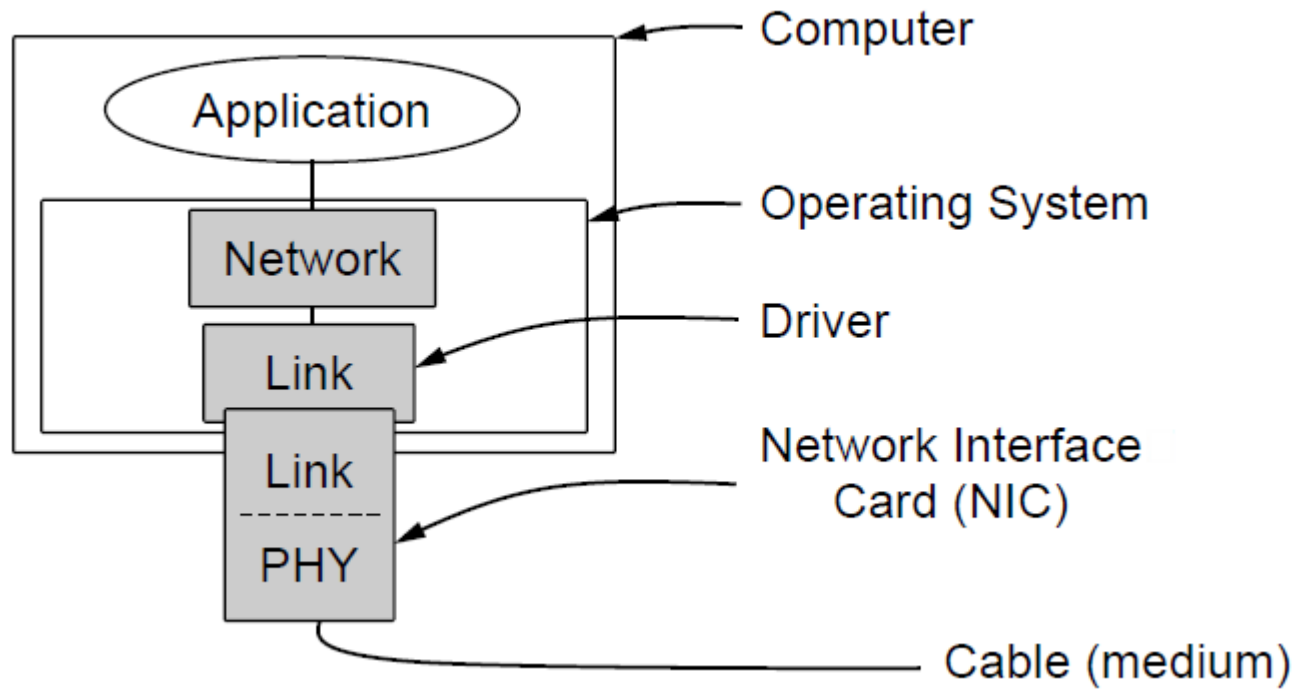 Computer
Application
Operating System
Network
Driver
Link
Network Interface
Card (NIC)
Link
PHY
Cable (medium)